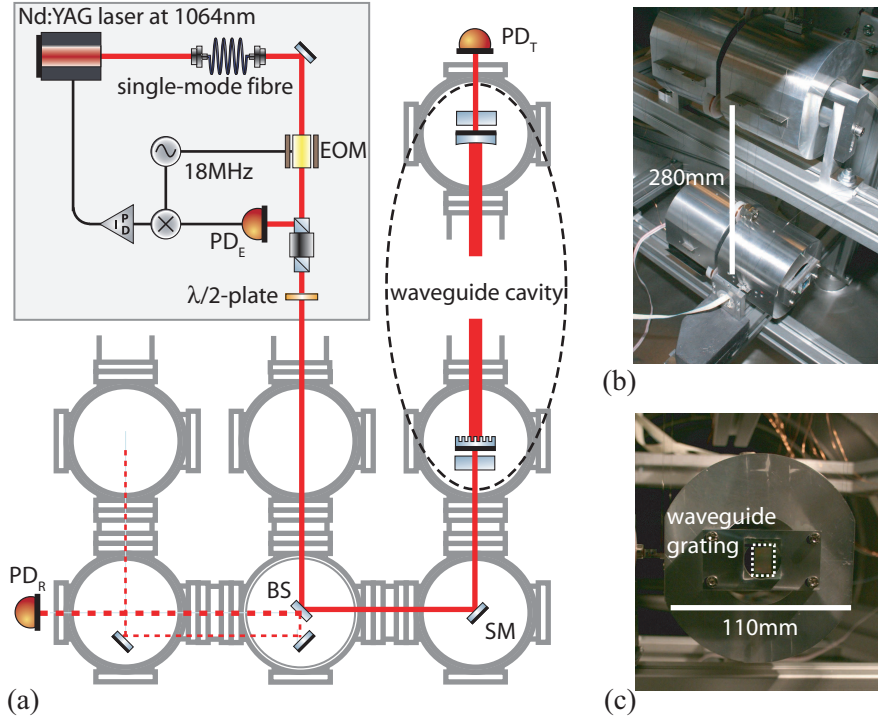 Nd:YAG laser at 1064nm
single-mode fibre
EOM
18MHz
P
I
D
PD_E
λ/2-plate
PD_T
waveguide cavity
PD_R
BS
SM
(a)
280mm
(b)
waveguide
grating
110mm
(c)